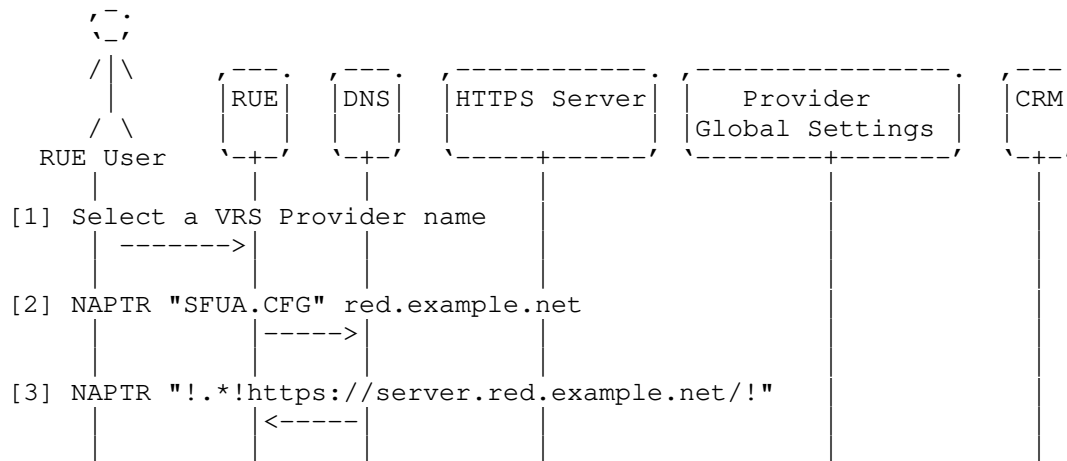 RUE DNS HTTPS Server Provider CRM
Global Settings
RUE User
[1] Select a VRS Provider name
[2] NAPTR "SFUA.CFG" red.example.net
[3] NAPTR "!.*!https://server.red.example.net/!"